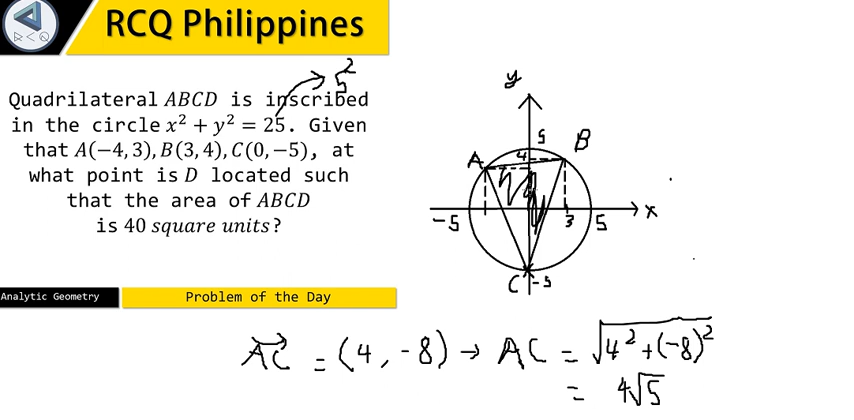 RCQ
RCQ Philippines
5²
Quadrilateral ABCD is inscribed
in the circle x² + y² = 25. Given
that A(−4, 3), B(3, 4), C(0, −5), at
what point is D located such
that the area of ABCD
is 40 square units?
y
5
B
A
4
-5
3
5
x
C
-5
Analytic Geometry
Problem of the Day
AC⃗ = (4, -8) → AC = √(4² + (-8)²)
= 4√5